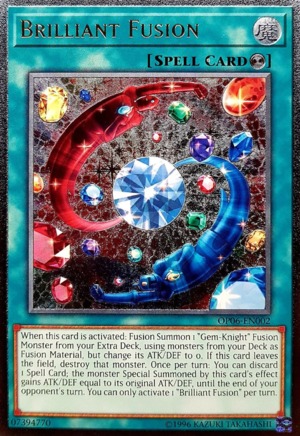 BRILLIANT FUSION
魔
[SPELL CARD∞]
OP06-EN002
When this card is activated: Fusion Summon 1 "Gem-Knight" Fusion
Monster from your Extra Deck, using monsters from your Deck as
Fusion Material, but change its ATK/DEF to 0. If this card leaves
the field, destroy that monster. Once per turn: You can discard
1 Spell Card; the monster Special Summoned by this card's effect
gains ATK/DEF equal to its original ATK/DEF, until the end of your
opponent's turn. You can only activate 1 "Brilliant Fusion" per turn.
07394770
©1996 KAZUKI TAKAHASHI